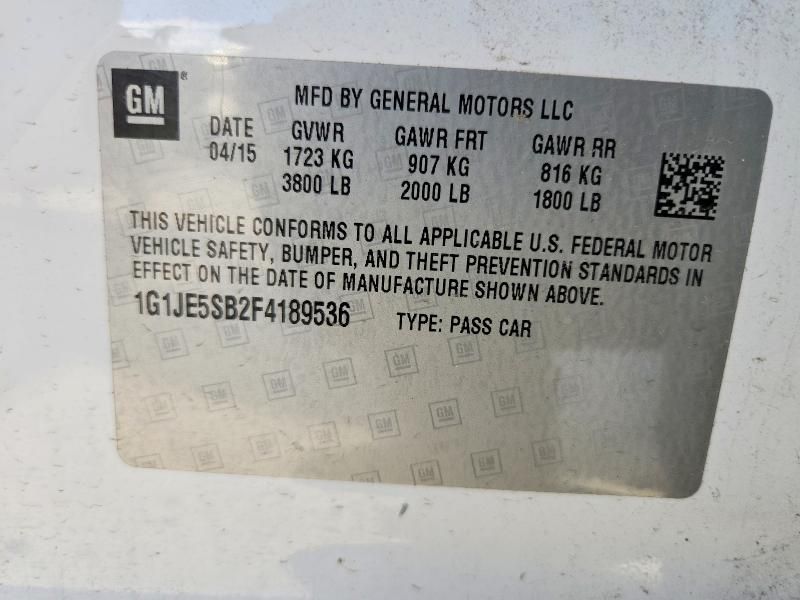 GM ®
MFD BY GENERAL MOTORS LLC
DATE GVWR GAWR FRT GAWR RR
04/15 1723 KG 907 KG 816 KG
3800 LB 2000 LB 1800 LB
THIS VEHICLE CONFORMS TO ALL APPLICABLE U.S. FEDERAL MOTOR
VEHICLE SAFETY, BUMPER, AND THEFT PREVENTION STANDARDS IN
EFFECT ON THE DATE OF MANUFACTURE SHOWN ABOVE.
1G1JE5SB2F4189536 TYPE: PASS CAR